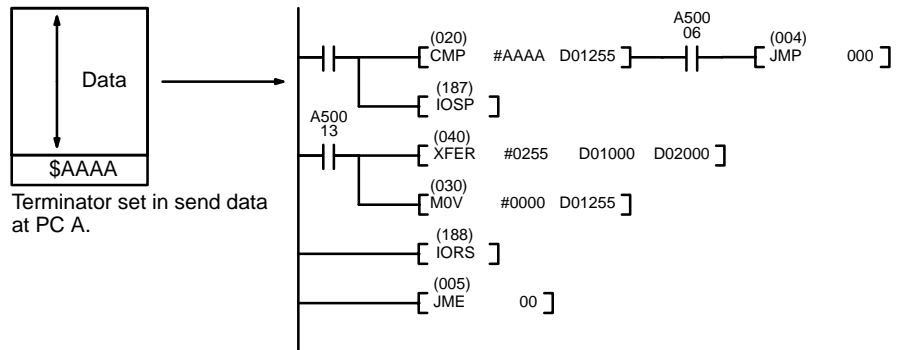 Data
$AAAA
Terminator set in send data
at PC A.
(020)
CMP #AAAA D01255
A500
06
(004)
JMP 000
(187)
IOSP
A500
13
(040)
XFER #0255 D01000 D02000
(030)
M0V #0000 D01255
(188)
IORS
(005)
JME 00